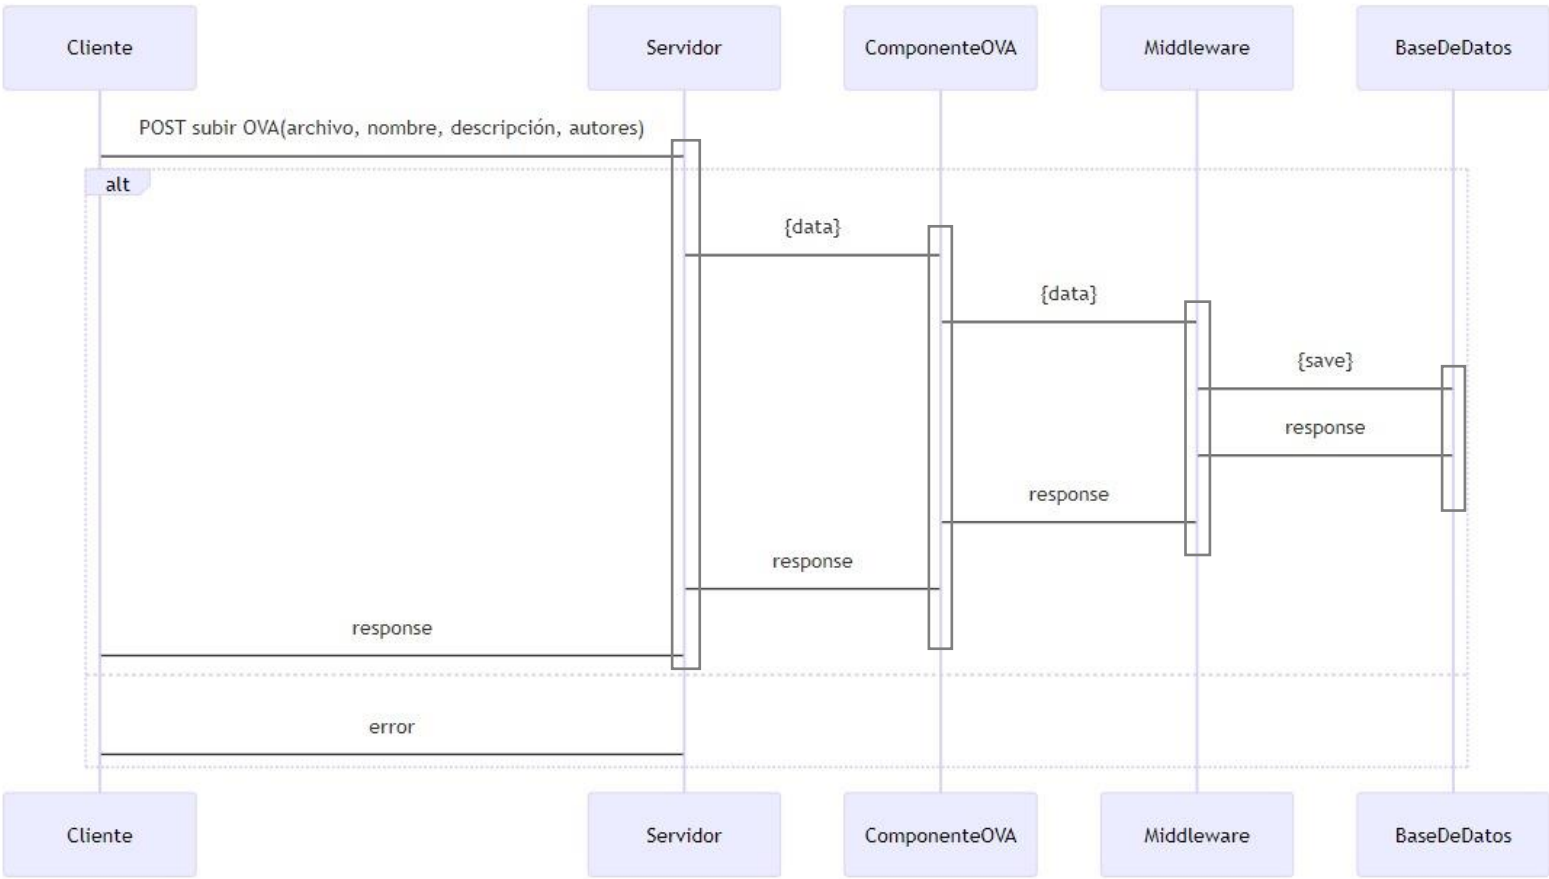 Cliente
Servidor
ComponenteOVA
Middleware
BaseDeDatos
POST subir OVA(archivo, nombre, descripción, autores)
alt
{data}
{data}
{save}
response
response
response
response
error
Cliente
Servidor
ComponenteOVA
Middleware
BaseDeDatos